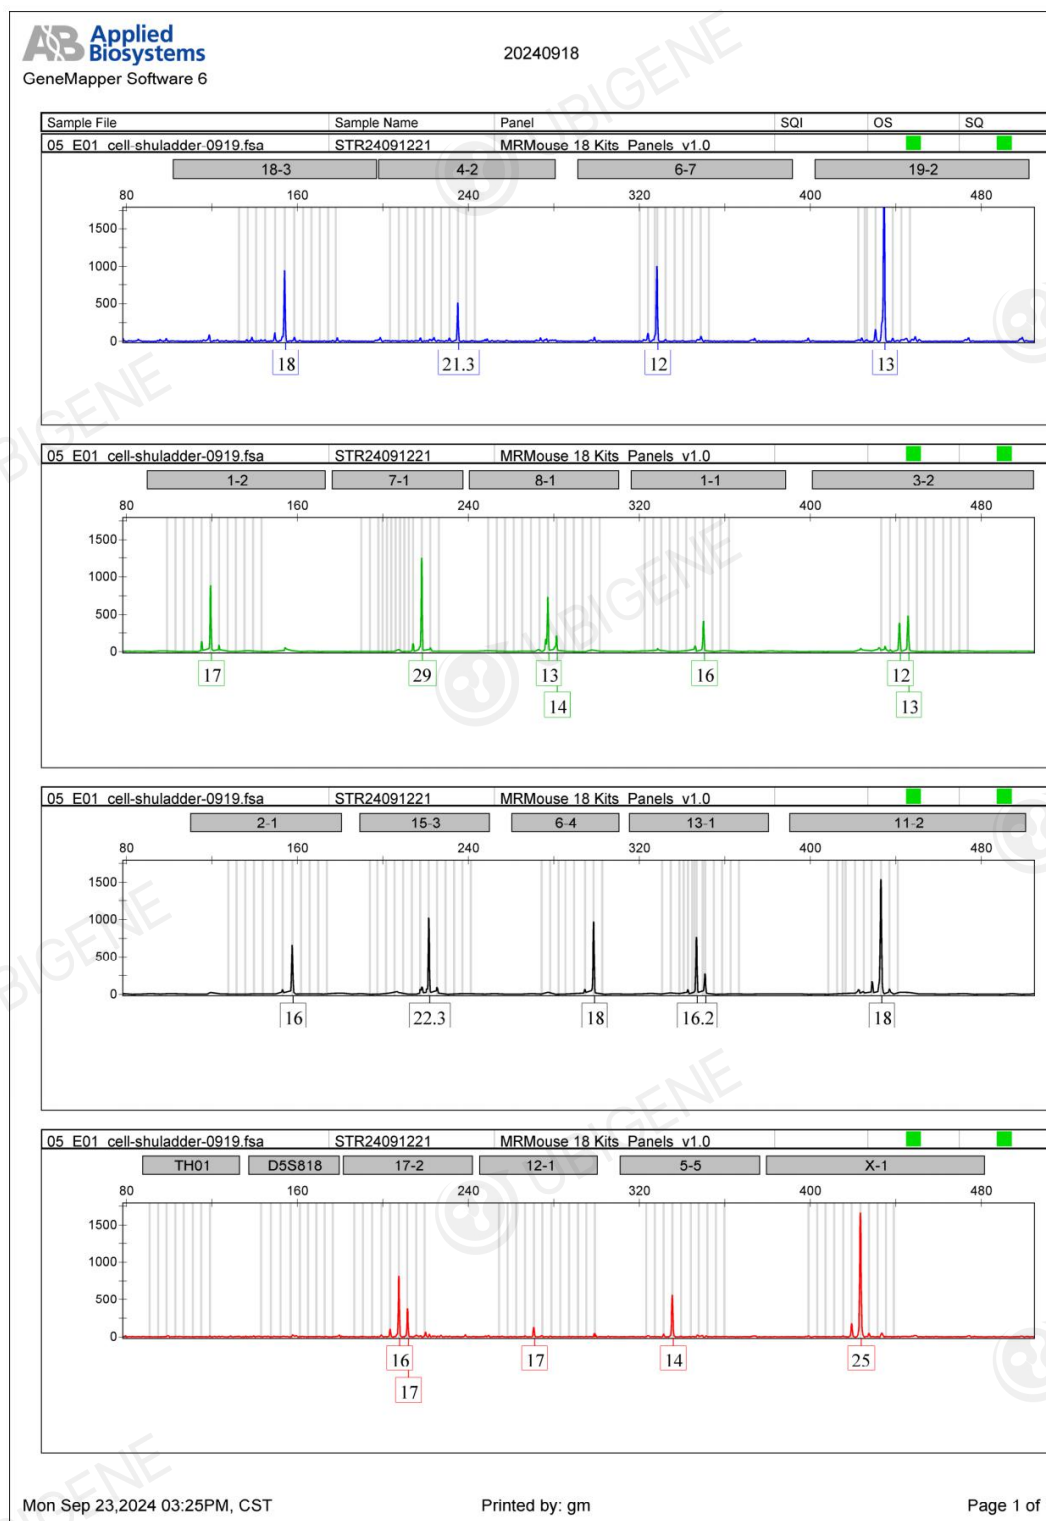 AB Applied
Biosystems
GeneMapper Software 6
20240918
Sample File Sample Name Panel SQI OS SQ
05_E01_cell-shuladder-0919.fsa STR24091221 MRMouse 18 Kits_Panels_v1.0
18-3 4-2 6-7 19-2
80 160 240 320 400 480
1500
1000
500
0
18 21.3 12 13
05_E01_cell-shuladder-0919.fsa STR24091221 MRMouse 18 Kits_Panels_v1.0
1-2 7-1 8-1 1-1 3-2
80 160 240 320 400 480
1500
1000
500
0
17 29 13 16 12
14 13
05_E01_cell-shuladder-0919.fsa STR24091221 MRMouse 18 Kits_Panels_v1.0
2-1 15-3 6-4 13-1 11-2
80 160 240 320 400 480
1500
1000
500
0
16 22.3 18 16.2 18
05_E01_cell-shuladder-0919.fsa STR24091221 MRMouse 18 Kits_Panels_v1.0
TH01 D5S818 17-2 12-1 5-5 X-1
80 160 240 320 400 480
1500
1000
500
0
16 17 14 25
17
Mon Sep 23,2024 03:25PM, CST Printed by: gm Page 1 of
UBIGENE
UBIGENE
UBIGENE
UBIGENE
UBIGENE
UBIGENE